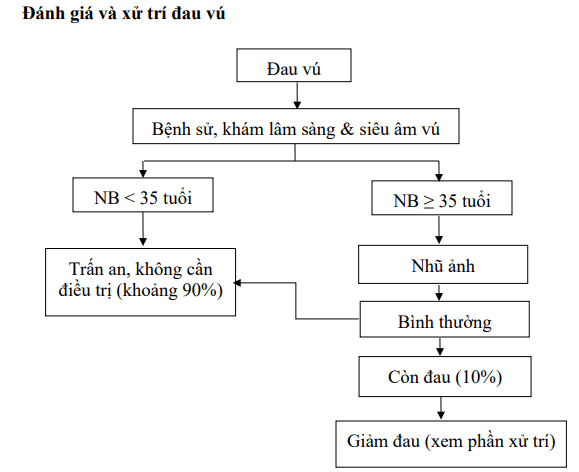 Đánh giá và xử trí đau vú
Đau vú
Bệnh sử, khám lâm sàng & siêu âm vú
NB < 35 tuổi
NB ≥ 35 tuổi
Trấn an, không cần
điều trị (khoảng 90%)
Nhũ ảnh
Bình thường
Còn đau (10%)
Giảm đau (xem phần xử trí)